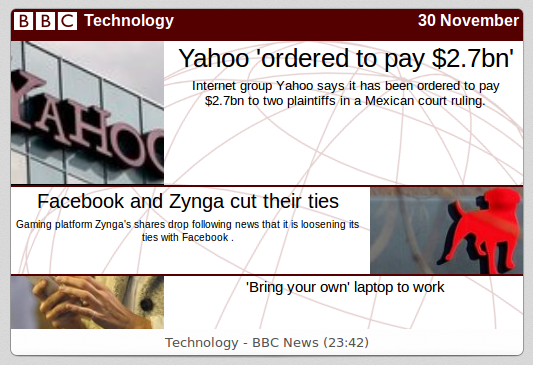 BBC Technology 30 November
YAHOO
Yahoo 'ordered to pay $2.7bn'
Internet group Yahoo says it has been ordered to pay
$2.7bn to two plaintiffs in a Mexican court ruling.
Facebook and Zynga cut their ties
Gaming platform Zynga's shares drop following news that it is loosening its
ties with Facebook .
'Bring your own' laptop to work
Technology - BBC News (23:42)